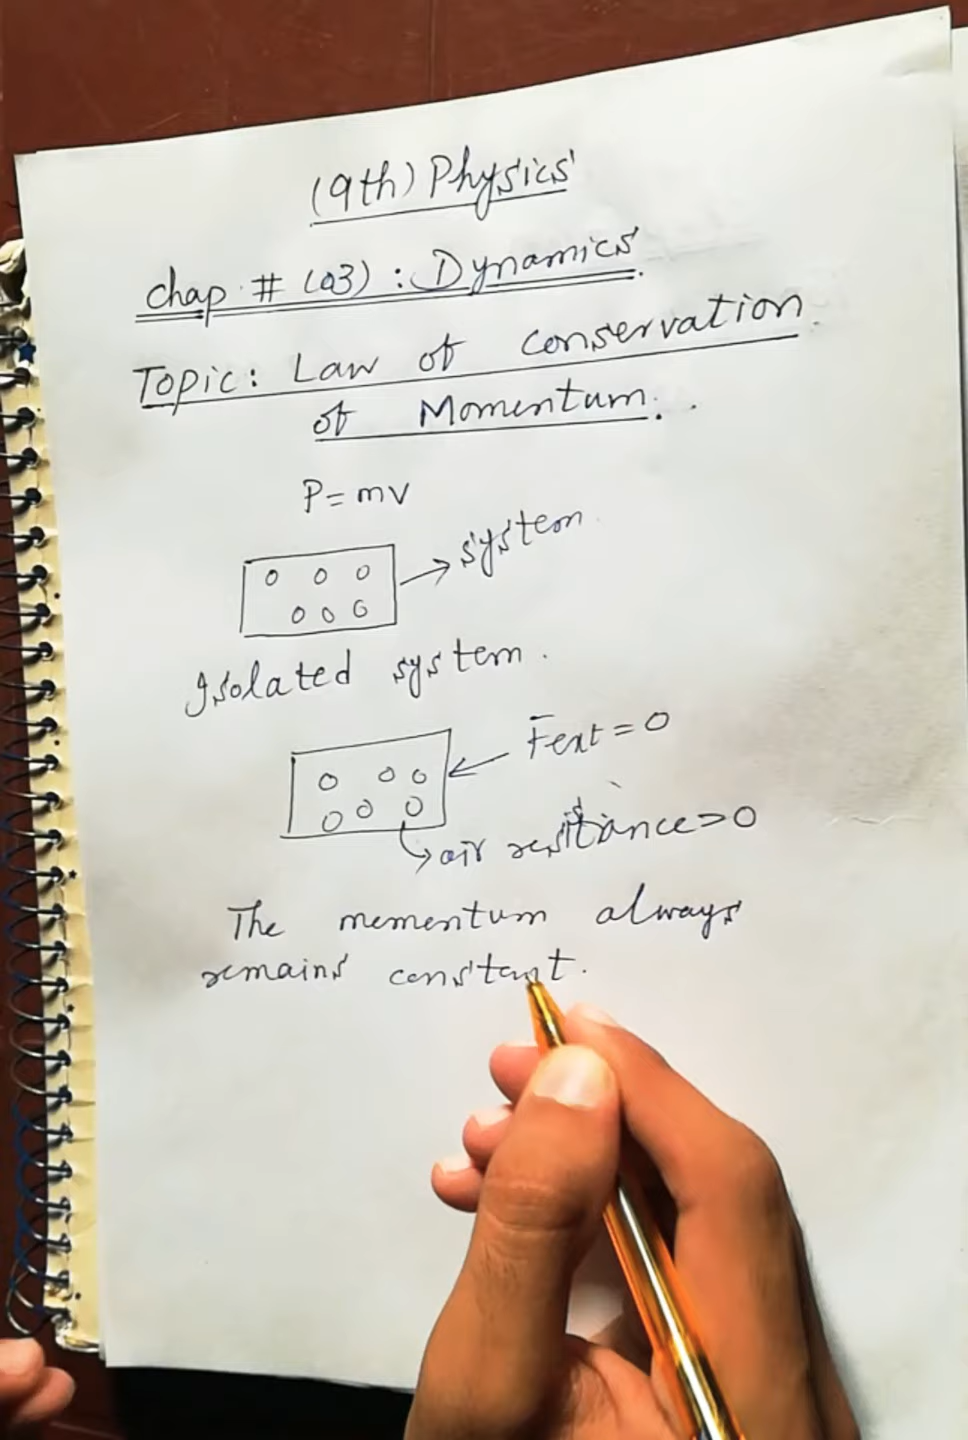 (9th) Physics
chap # (03) : Dynamics.
Topic: Law of conservation
of Momentum.
P = mv
system
Isolated system.
Fext = 0
air resistance > 0
The mementum always
remains constant.